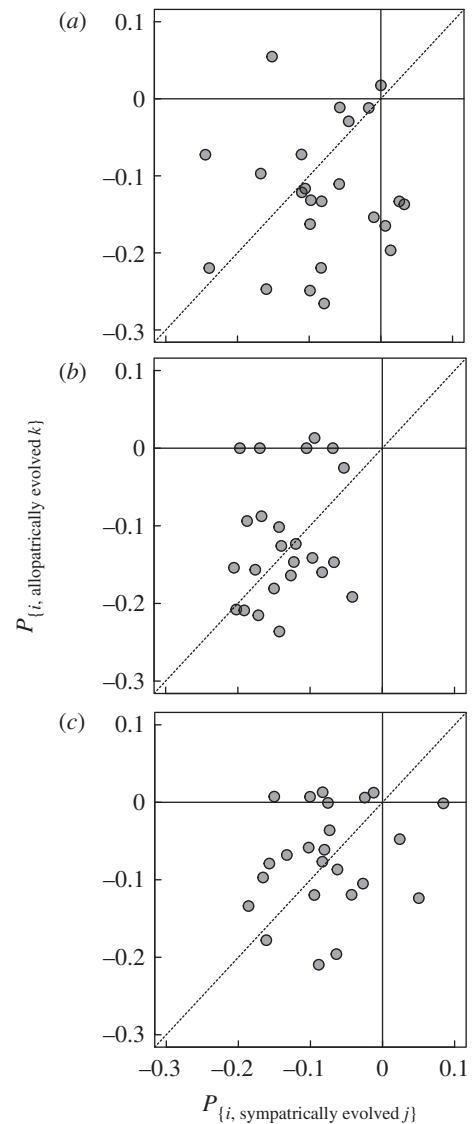 (a)
0.1
0
–0.1
–0.2
–0.3
(b)
0.1
0
–0.1
–0.2
–0.3
P{i, allopatrically evolved k}
(c)
0.1
0
–0.1
–0.2
–0.3
–0.3 –0.2 –0.1 0 0.1
P{i, sympatrically evolved j}